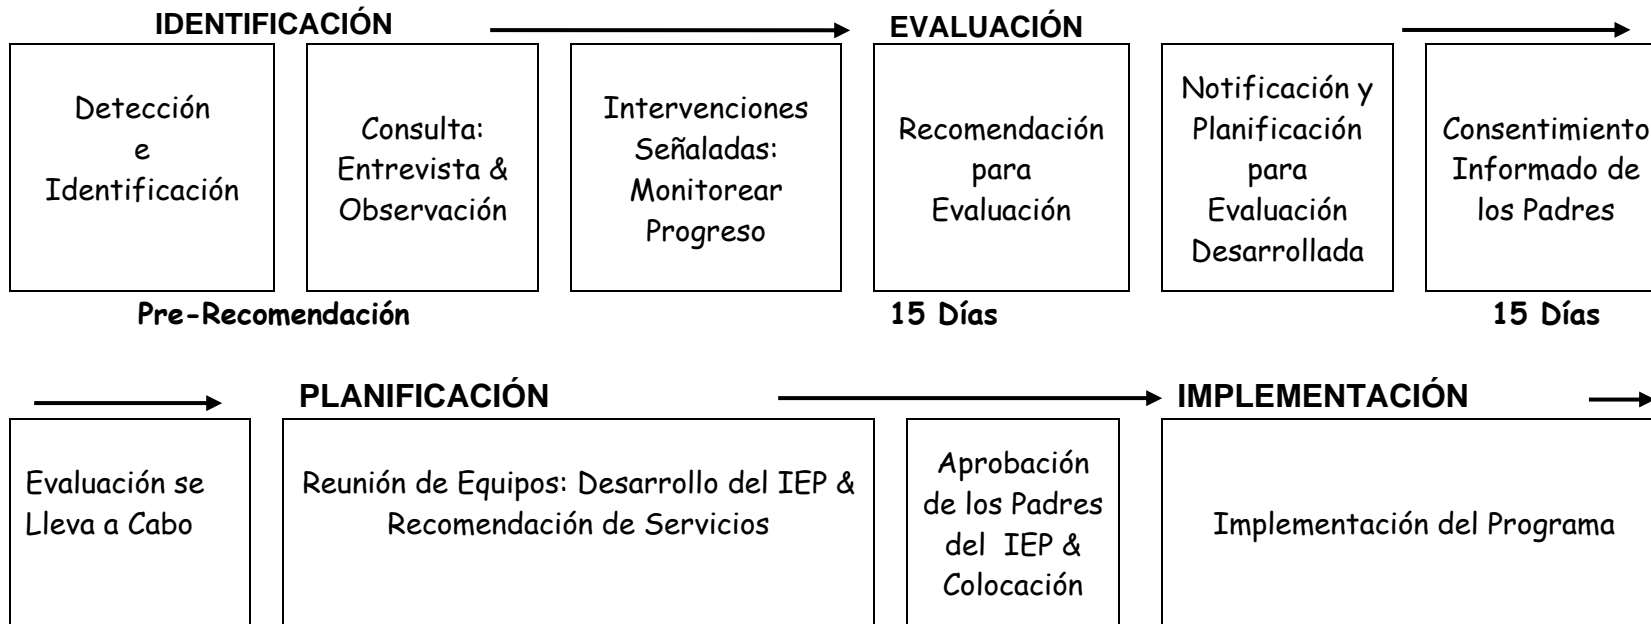 IDENTIFICACIÓN
EVALUACIÓN
Detección
e
Identificación
Consulta:
Entrevista &
Observación
Intervenciones
Señaladas:
Monitorear
Progreso
Recomendación
para
Evaluación
Notificación y
Planificación
para
Evaluación
Desarrollada
Consentimiento
Informado de
los Padres
Pre-Recomendación
15 Días
15 Días
PLANIFICACIÓN
IMPLEMENTACIÓN
Evaluación se
Lleva a Cabo
Reunión de Equipos: Desarrollo del IEP &
Recomendación de Servicios
Aprobación
de los Padres
del IEP &
Colocación
Implementación del Programa